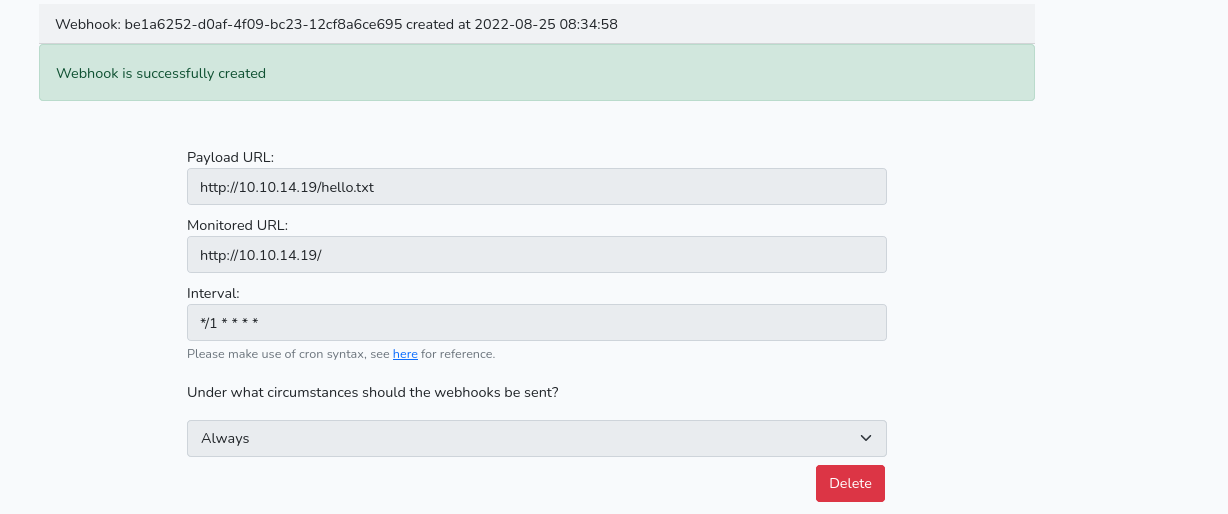 Webhook: be1a6252-d0af-4f09-bc23-12cf8a6ce695 created at 2022-08-25 08:34:58
Webhook is successfully created
Payload URL:
http://10.10.14.19/hello.txt
Monitored URL:
http://10.10.14.19/
Interval:
*/1 * * * *
Please make use of cron syntax, see here for reference.
Under what circumstances should the webhooks be sent?
Always
Delete